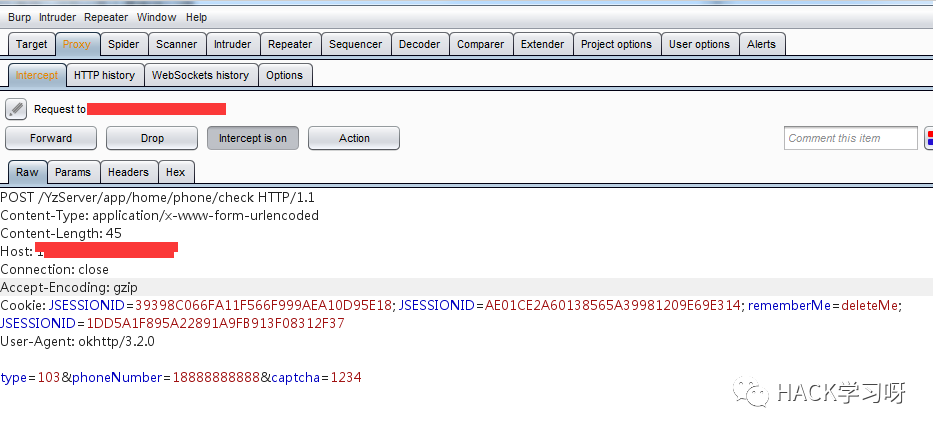 Burp Intruder Repeater Window Help
Target Proxy Spider Scanner Intruder Repeater Sequencer Decoder Comparer Extender Project options User options Alerts
Intercept HTTP history WebSockets history Options
Request to
Forward Drop Intercept is on Action Comment this item
Raw Params Headers Hex
POST /YzServer/app/home/phone/check HTTP/1.1
Content-Type: application/x-www-form-urlencoded
Content-Length: 45
Host:
Connection: close
Accept-Encoding: gzip
Cookie: JSESSIONID=39398C066FA11F566F999AEA10D95E18; JSESSIONID=AE01CE2A60138565A39981209E69E314; rememberMe=deleteMe;
JSESSIONID=1DD5A1F895A22891A9FB913F08312F37
User-Agent: okhttp/3.2.0
type=103&phoneNumber=18888888888&captcha=1234
HACK学习呀